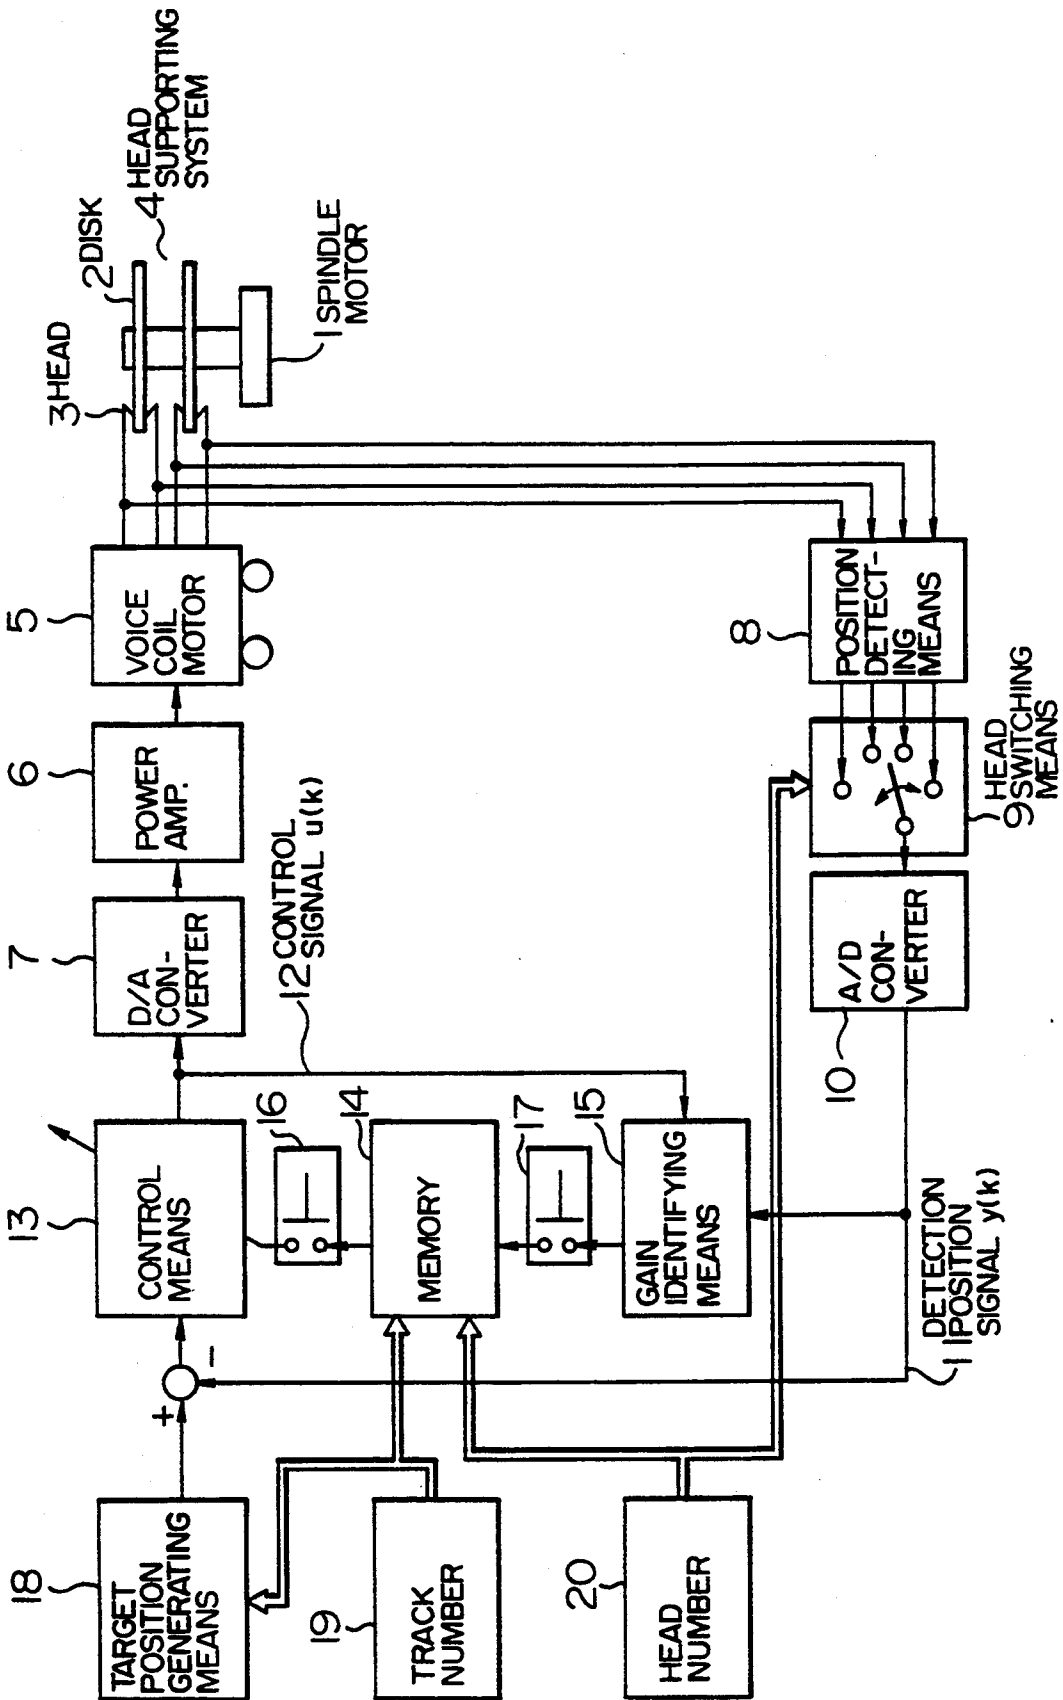 18
TARGET
POSITION
GENERATING
MEANS
+
-
13
CONTROL
MEANS
7
D/A
CON-
VERTER
6
POWER
AMP.
5
VOICE
COIL
MOTOR
3 HEAD
2 DISK
4 HEAD
SUPPORTING
SYSTEM
1 SPINDLE
MOTOR
12 CONTROL
SIGNAL u(k)
16
19
TRACK
NUMBER
14
MEMORY
17
20
HEAD
NUMBER
15
GAIN
IDENTIFYING
MEANS
8
POSITION
DETECT-
ING
MEANS
9 HEAD
SWITCHING
MEANS
10
A/D
CON-
VERTER
11 DETECTION
POSITION
SIGNAL y(k)